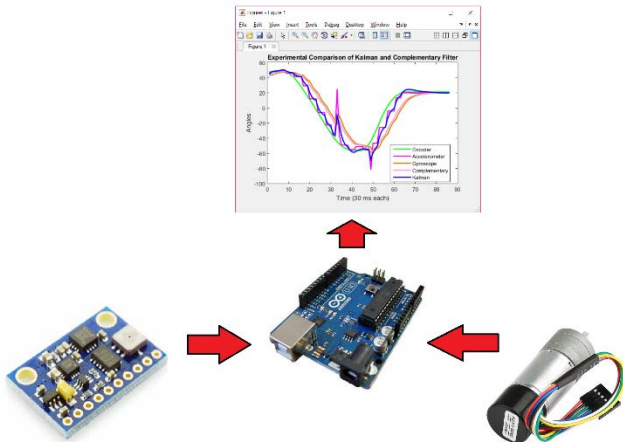 Figure 1
File Edit View Insert Tools Debug Desktop Window Help
Figure 1
Experimental Comparison of Kalman and Complementary Filter
60
40
20
0
-20
-40
-60
-80
-100
Angles
Encoder
Accelerometer
Gyroscope
Complementary
Kalman
0 10 20 30 40 50 60 70 80 90
Time (30 ms each)
ARDUINO